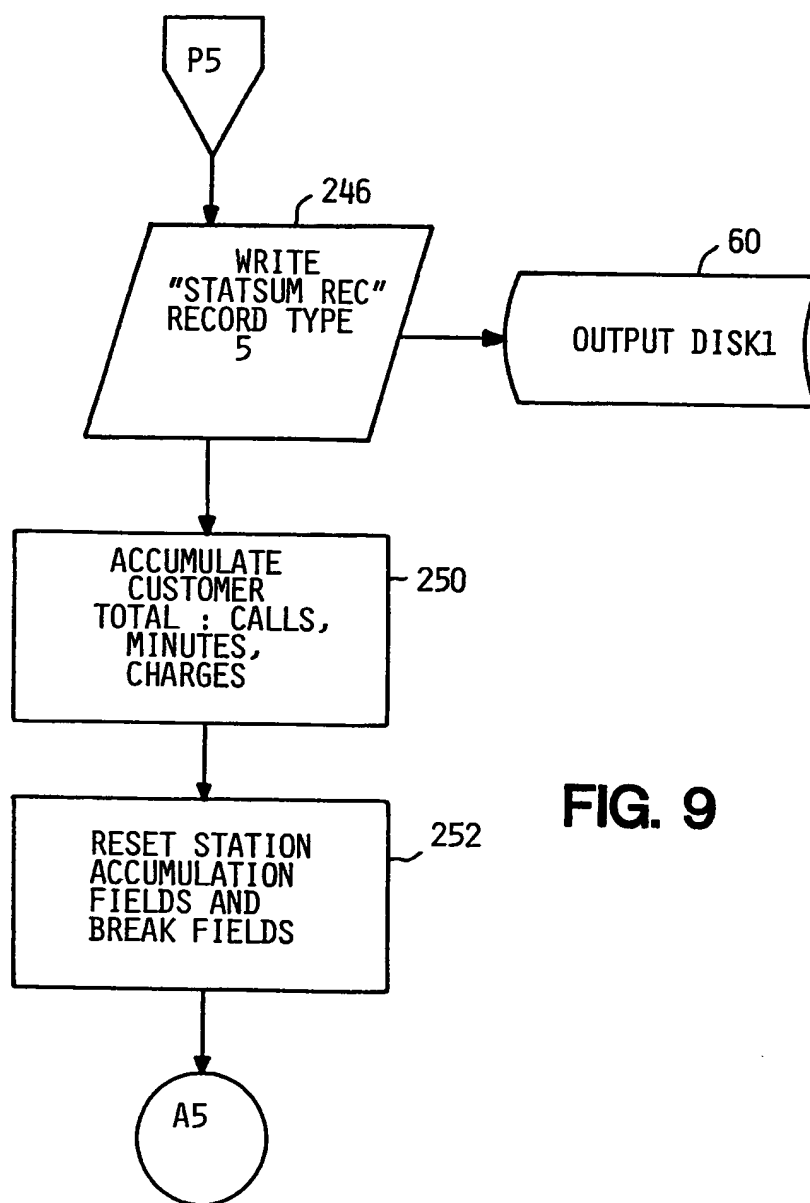 P5
246
WRITE
"STATSUM REC"
RECORD TYPE
5
60
OUTPUT DISK1
ACCUMULATE
CUSTOMER
TOTAL : CALLS,
MINUTES,
CHARGES
250
RESET STATION
ACCUMULATION
FIELDS AND
BREAK FIELDS
252
FIG. 9
A5